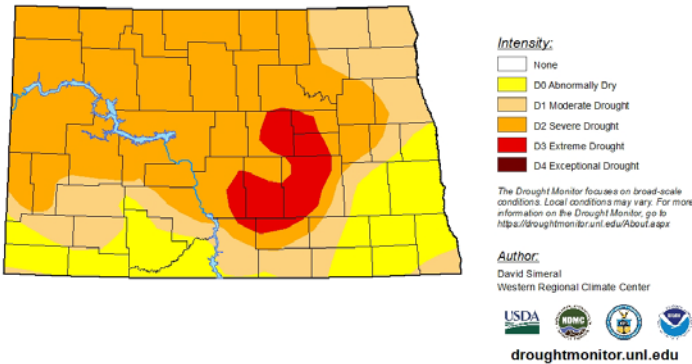 Intensity:
None
D0 Abnormally Dry
D1 Moderate Drought
D2 Severe Drought
D3 Extreme Drought
D4 Exceptional Drought
The Drought Monitor focuses on broad-scale
conditions. Local conditions may vary. For more
information on the Drought Monitor, go to
https://droughtmonitor.unl.edu/About.aspx
Author:
David Simeral
Western Regional Climate Center
USDA
NDMC
droughtmonitor.unl.edu